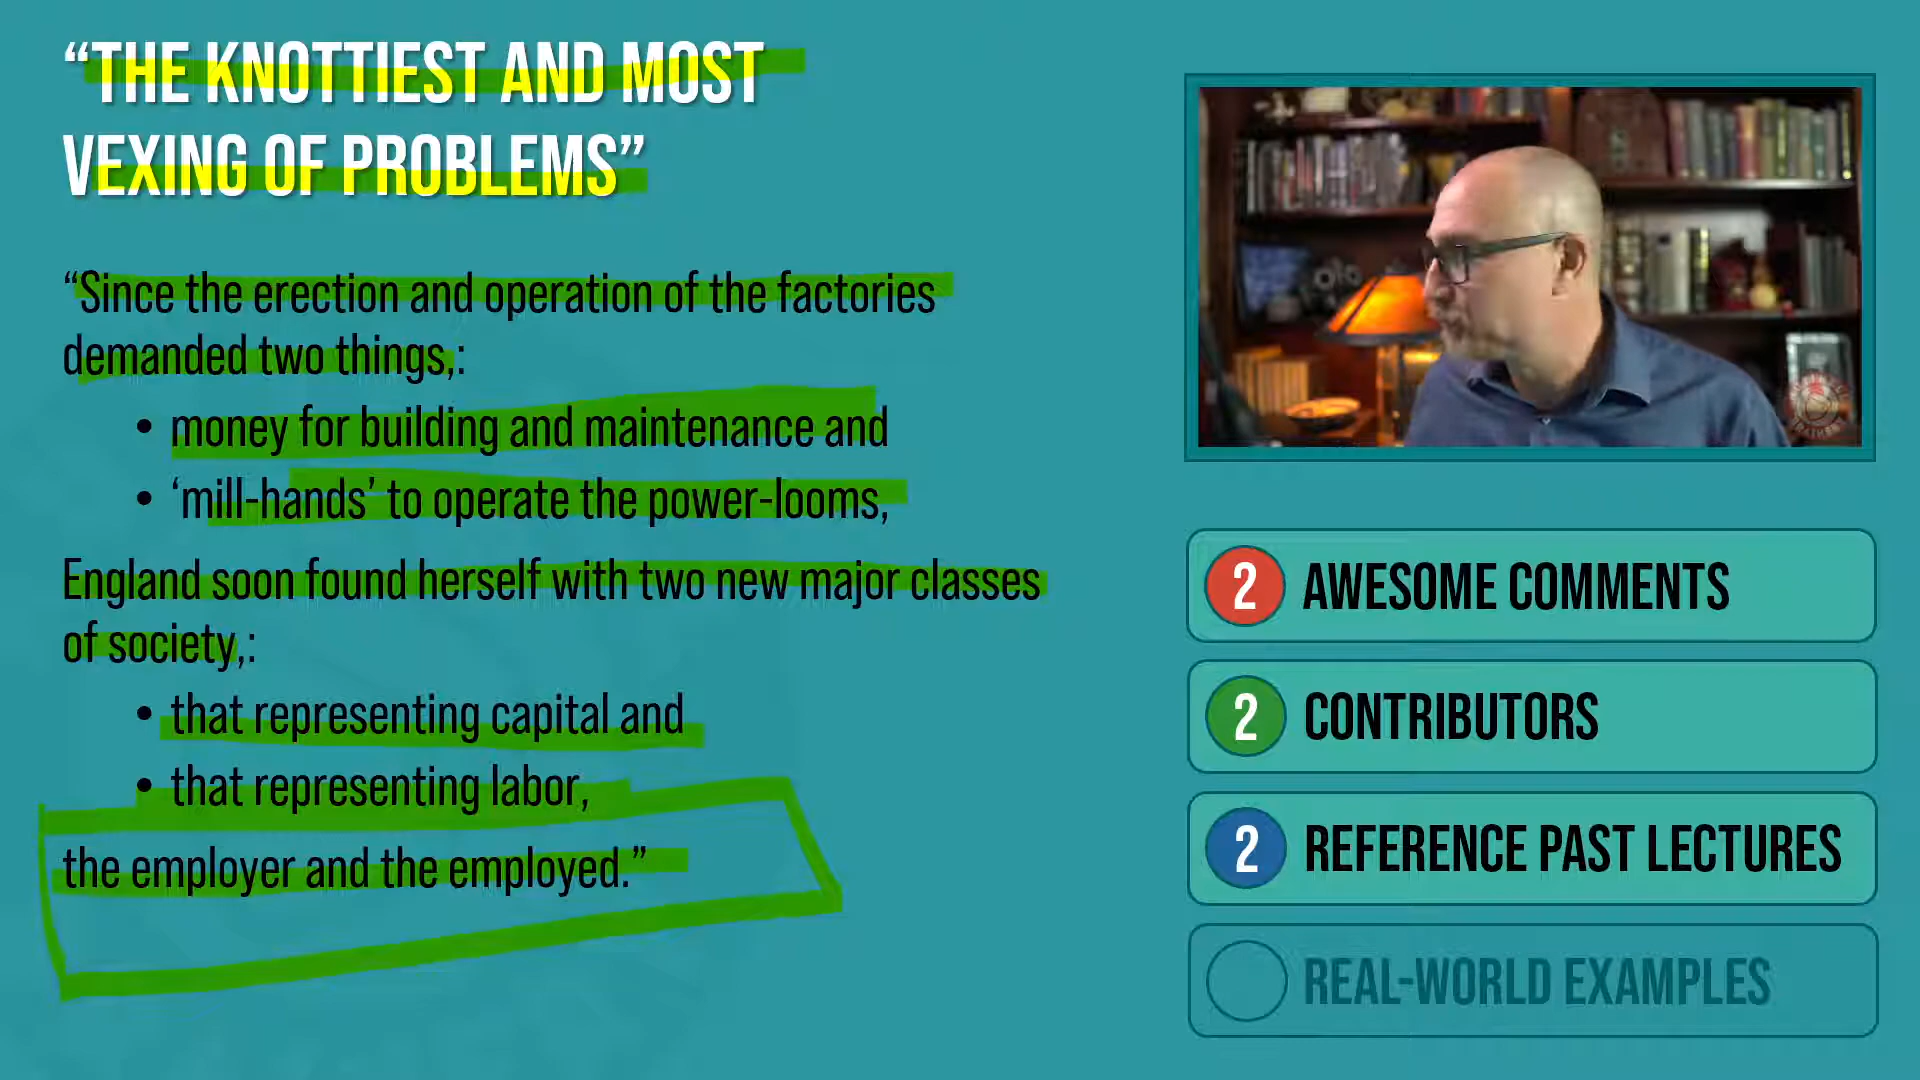 “THE KNOTTIEST AND MOST
VEXING OF PROBLEMS”
“Since the erection and operation of the factories
demanded two things,:
• money for building and maintenance and
• ‘mill-hands’ to operate the power-looms,
England soon found herself with two new major classes
of society,:
• that representing capital and
• that representing labor,
the employer and the employed.”
2 AWESOME COMMENTS
2 CONTRIBUTORS
2 REFERENCE PAST LECTURES
REAL-WORLD EXAMPLES